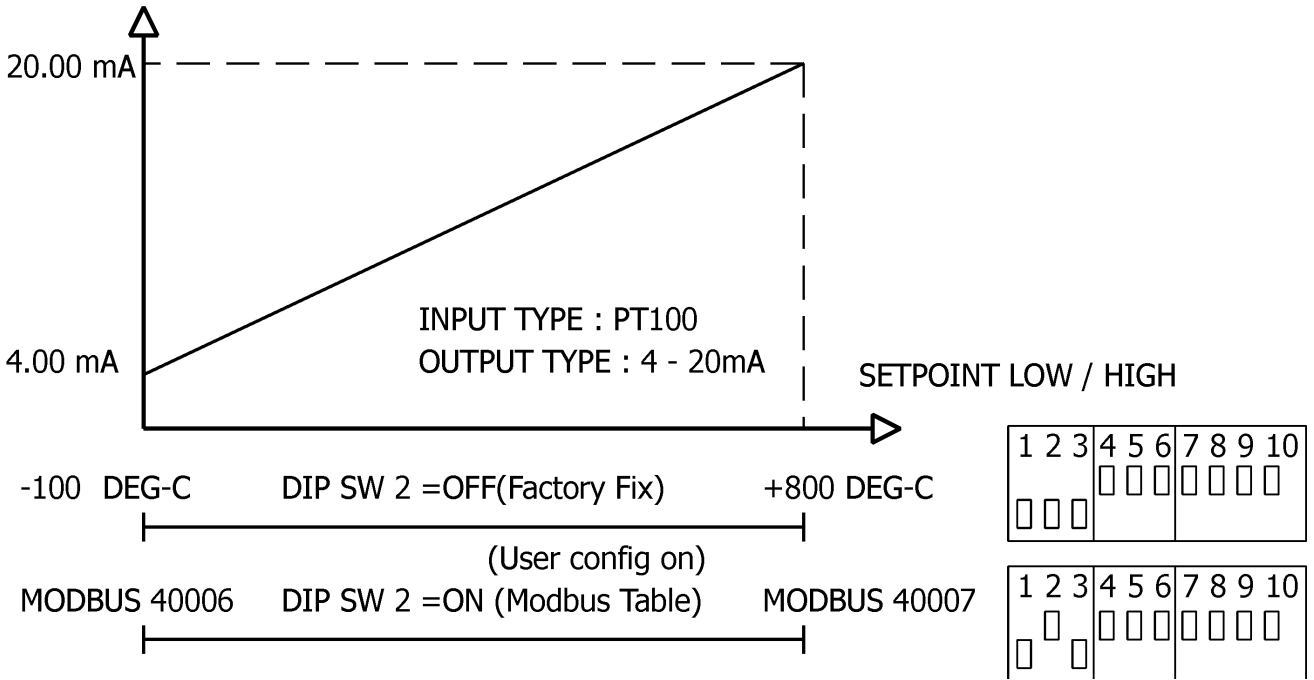 20.00 mA
4.00 mA
INPUT TYPE : PT100
OUTPUT TYPE : 4 - 20mA
SETPOINT LOW / HIGH
1 2 3 4 5 6 7 8 9 10
-100 DEG-C DIP SW 2 =OFF(Factory Fix) +800 DEG-C
(User config on)
MODBUS 40006 DIP SW 2 =ON (Modbus Table) MODBUS 40007
1 2 3 4 5 6 7 8 9 10